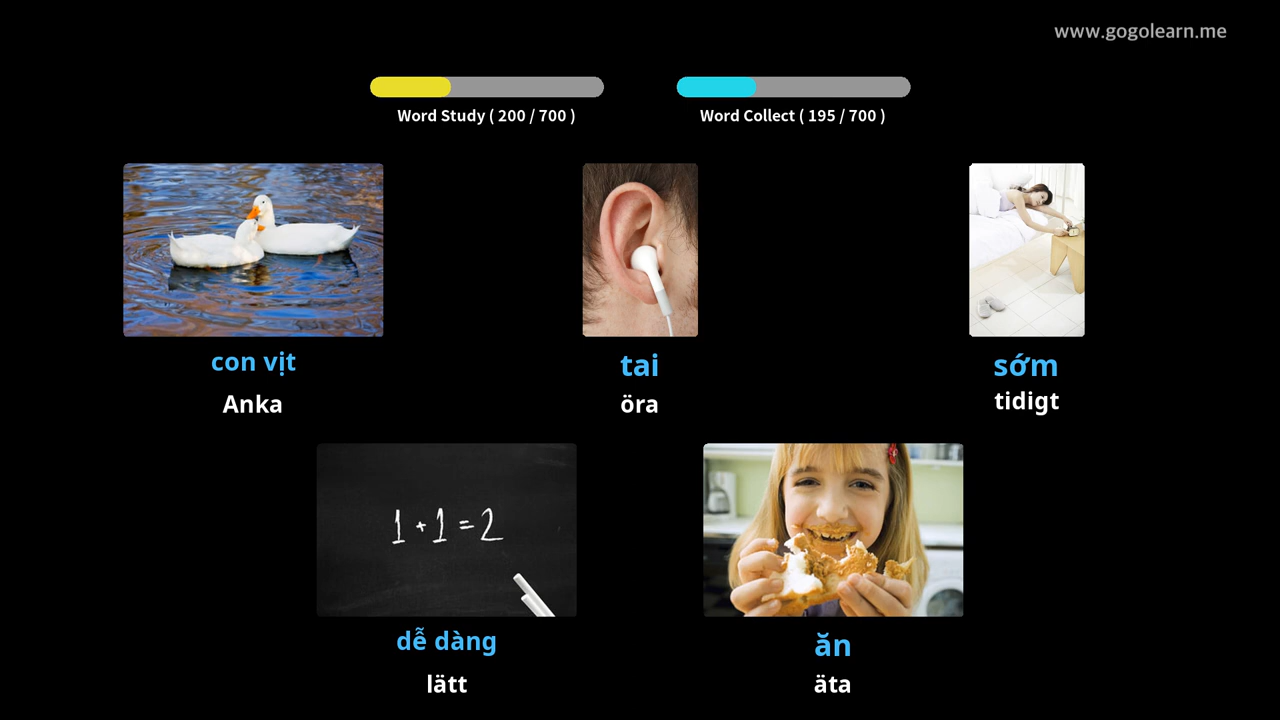 www.gogolearn.me
Word Study ( 200 / 700 )
Word Collect ( 195 / 700 )
con vịt
Anka
tai
öra
sớm
tidigt
1 + 1 = 2
dễ dàng
lätt
ăn
äta